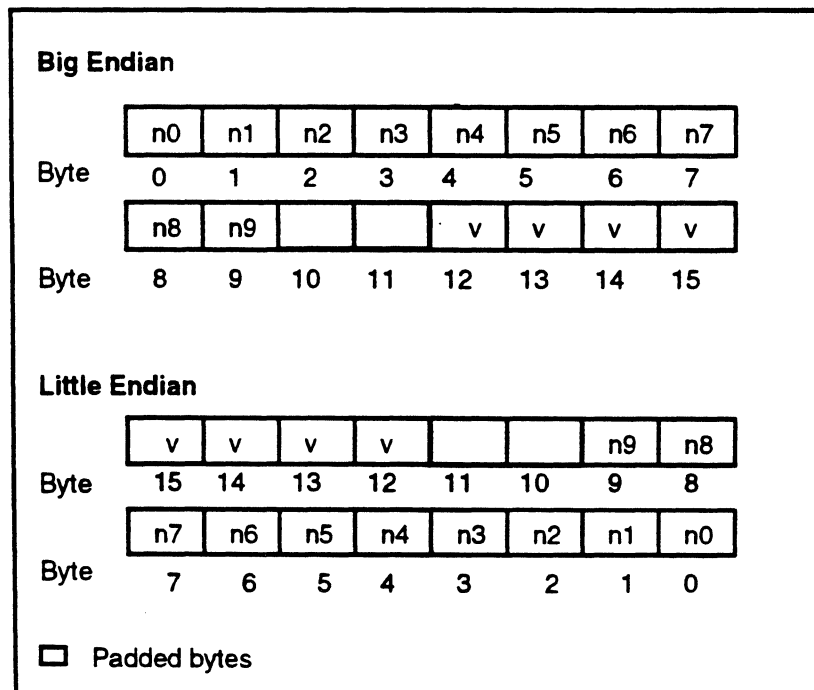 Big Endian
n0 n1 n2 n3 n4 n5 n6 n7
Byte 0 1 2 3 4 5 6 7
n8 n9 v v v v
Byte 8 9 10 11 12 13 14 15
Little Endian
v v v v n9 n8
Byte 15 14 13 12 11 10 9 8
n7 n6 n5 n4 n3 n2 n1 n0
Byte 7 6 5 4 3 2 1 0
Padded bytes